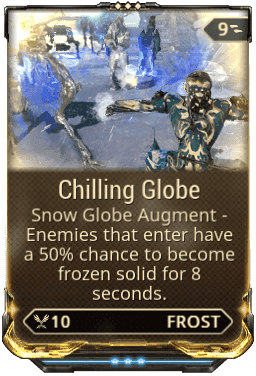 9
Chilling Globe
Snow Globe Augment -
Enemies that enter have
a 50% chance to become
frozen solid for 8
seconds.
10 FROST